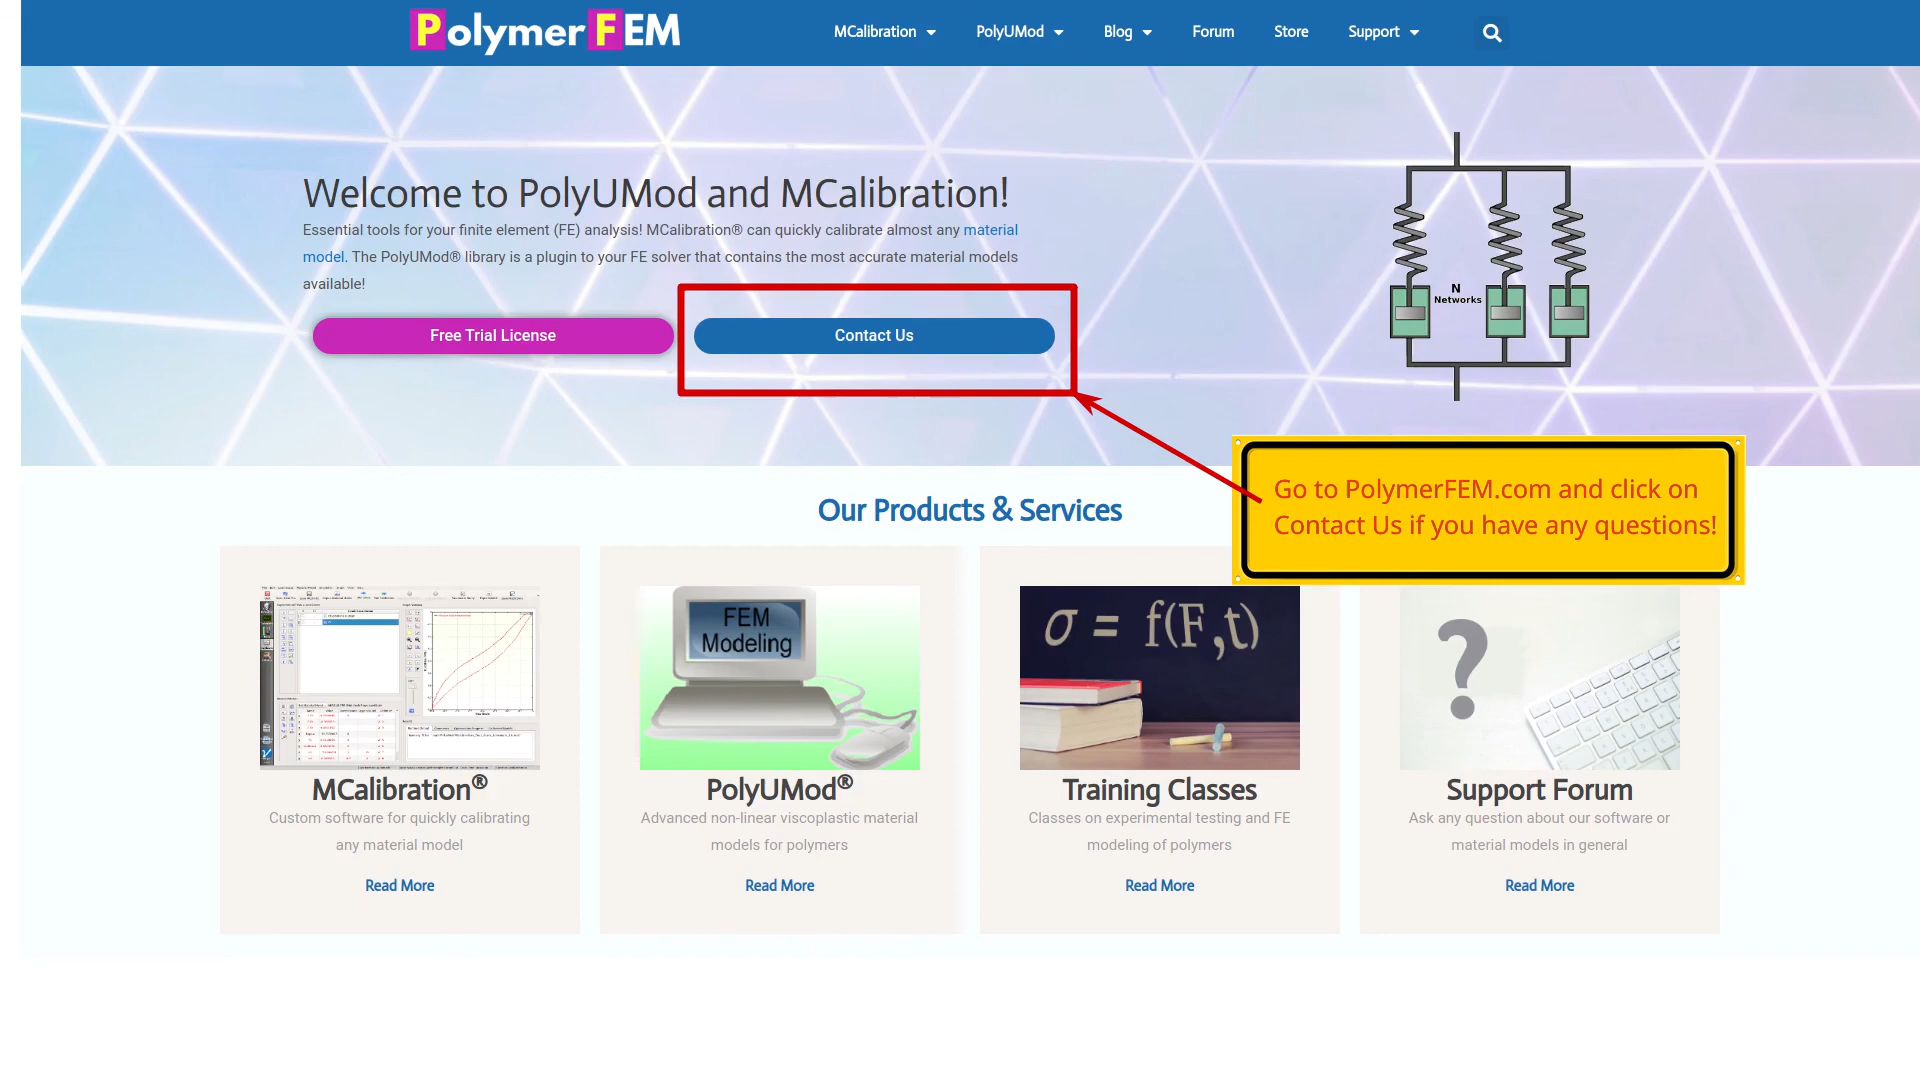 PolymerFEM
MCalibration
PolyUMod
Blog
Forum
Store
Support
Welcome to PolyUMod and MCalibration!
Essential tools for your finite element (FE) analysis! MCalibration® can quickly calibrate almost any material
model. The PolyUMod® library is a plugin to your FE solver that contains the most accurate material models
available!
Free Trial License
Contact Us
N
Networks
Go to PolymerFEM.com and click on
Contact Us if you have any questions!
Our Products & Services
FEM
Modeling
σ = f(F,t)
?
MCalibration®
Custom software for quickly calibrating
any material model
Read More
PolyUMod®
Advanced non-linear viscoplastic material
models for polymers
Read More
Training Classes
Classes on experimental testing and FE
modeling of polymers
Read More
Support Forum
Ask any question about our software or
material models in general
Read More